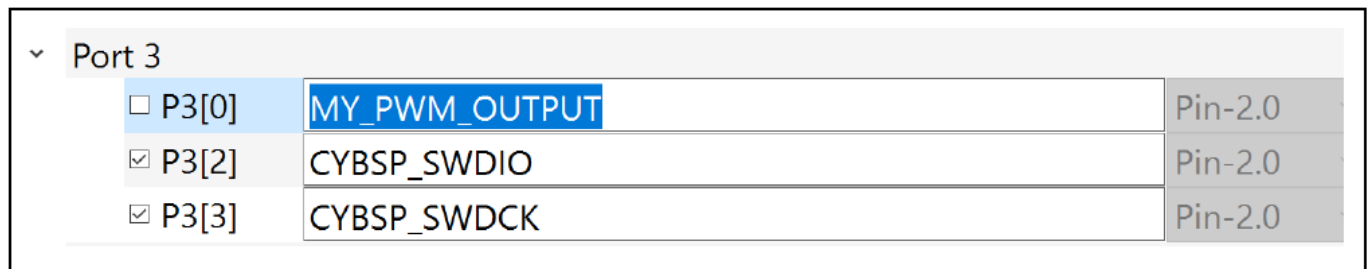 Port 3
P3[0] MY_PWM_OUTPUT Pin-2.0
P3[2] CYBSP_SWDIO Pin-2.0
P3[3] CYBSP_SWDCK Pin-2.0